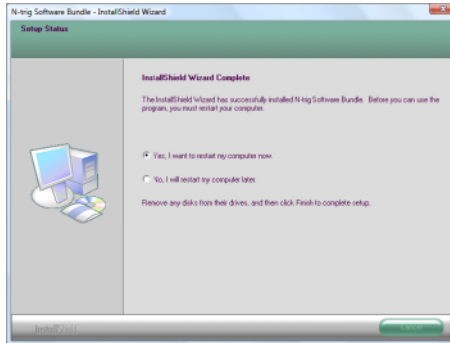 N-trig Software Bundle - InstallShield Wizard
Setup Status
InstallShield Wizard Complete
The InstallShield Wizard has successfully installed N-trig Software Bundle. Before you can use the
program, you must restart your computer.
Yes, I want to restart my computer now.
No, I will restart my computer later.
Remove any disks from their drives, and then click Finish to complete setup.
InstallShield